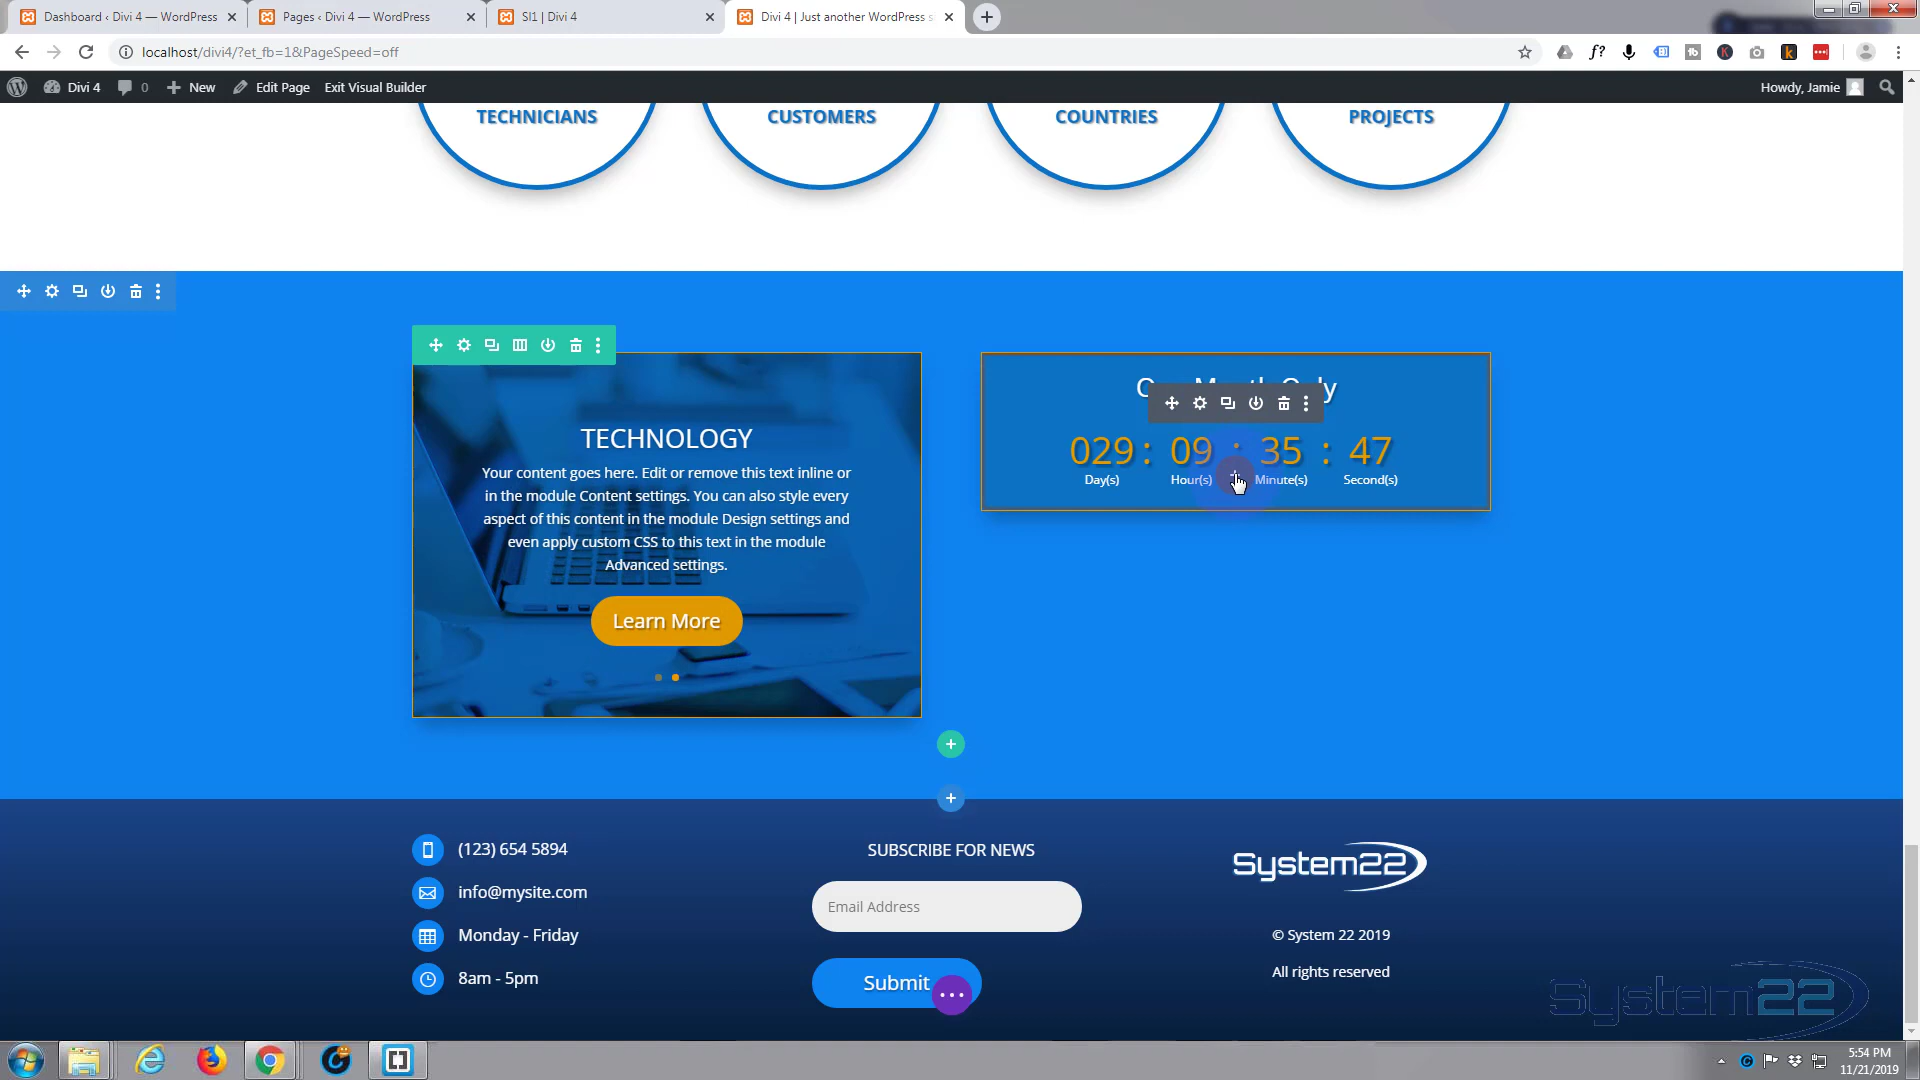 Dashboard ‹ Divi 4 — WordPress
Pages ‹ Divi 4 — WordPress
SI1 | Divi 4
Divi 4 | Just another WordPress s
localhost/divi4/?et_fb=1&PageSpeed=off
Divi 4
0
New
Edit Page
Exit Visual Builder
Howdy, Jamie
TECHNICIANS
CUSTOMERS
COUNTRIES
PROJECTS
TECHNOLOGY
Your content goes here. Edit or remove this text inline or
in the module Content settings. You can also style every
aspect of this content in the module Design settings and
even apply custom CSS to this text in the module
Advanced settings.
Learn More
029 : 09 : 35 : 47
Day(s) Hour(s) Minute(s) Second(s)
(123) 654 5894
info@mysite.com
Monday - Friday
8am - 5pm
SUBSCRIBE FOR NEWS
Email Address
Submit
System22
© System 22 2019
All rights reserved
System22
5:54 PM
11/21/2019